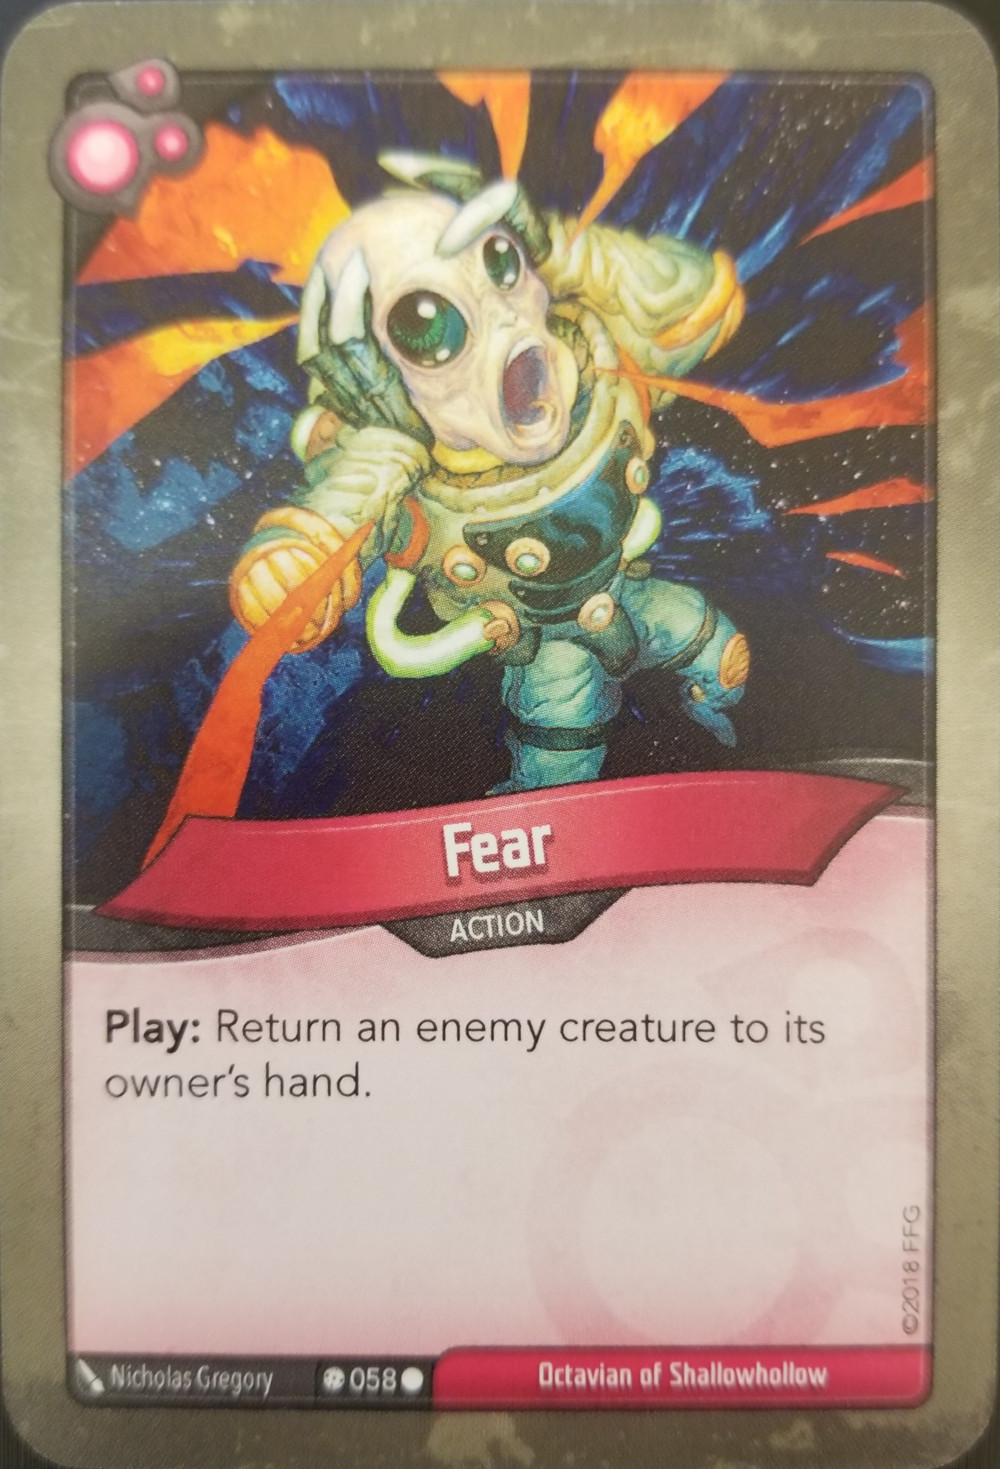 Fear
ACTION
Play: Return an enemy creature to its
owner's hand.
©2018 FFG
Nicholas Gregory
058
Octavian of Shallowhollow